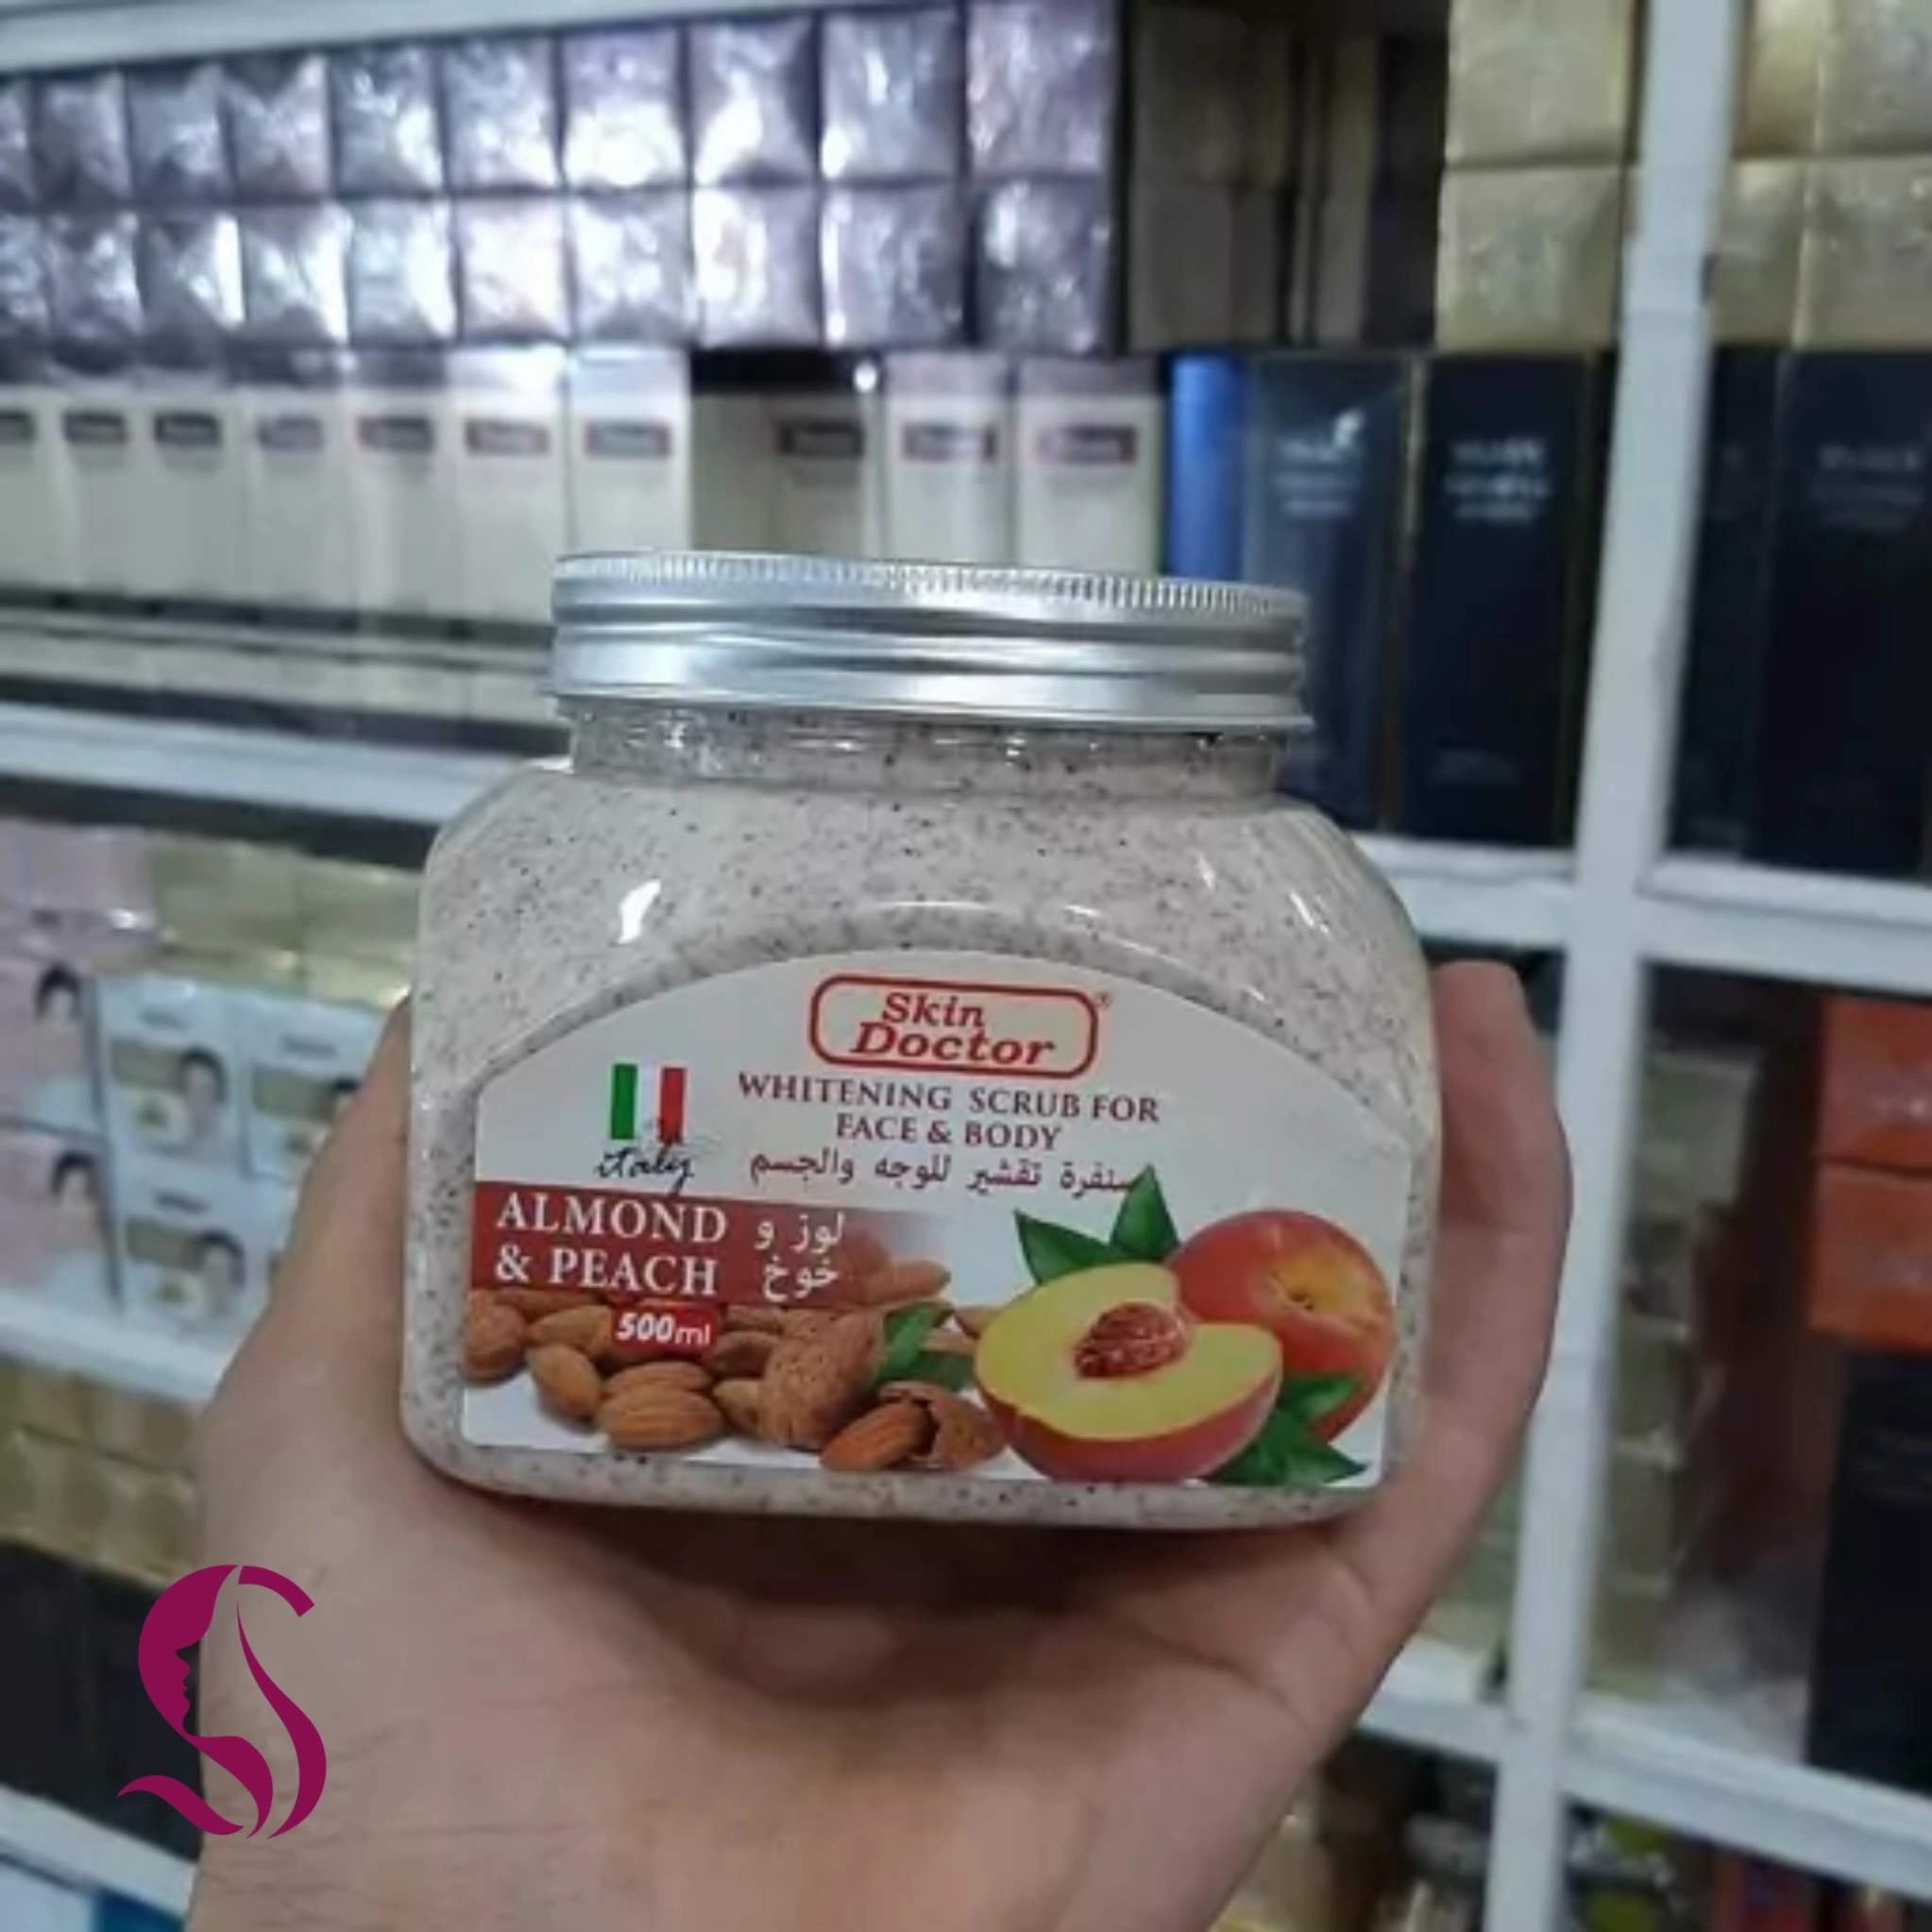 Skin
Doctor®
WHITENING SCRUB FOR
FACE & BODY
سنفرة تقشير للوجه والجسم
italy
ALMOND
& PEACH
لوز و
خوخ
500ml